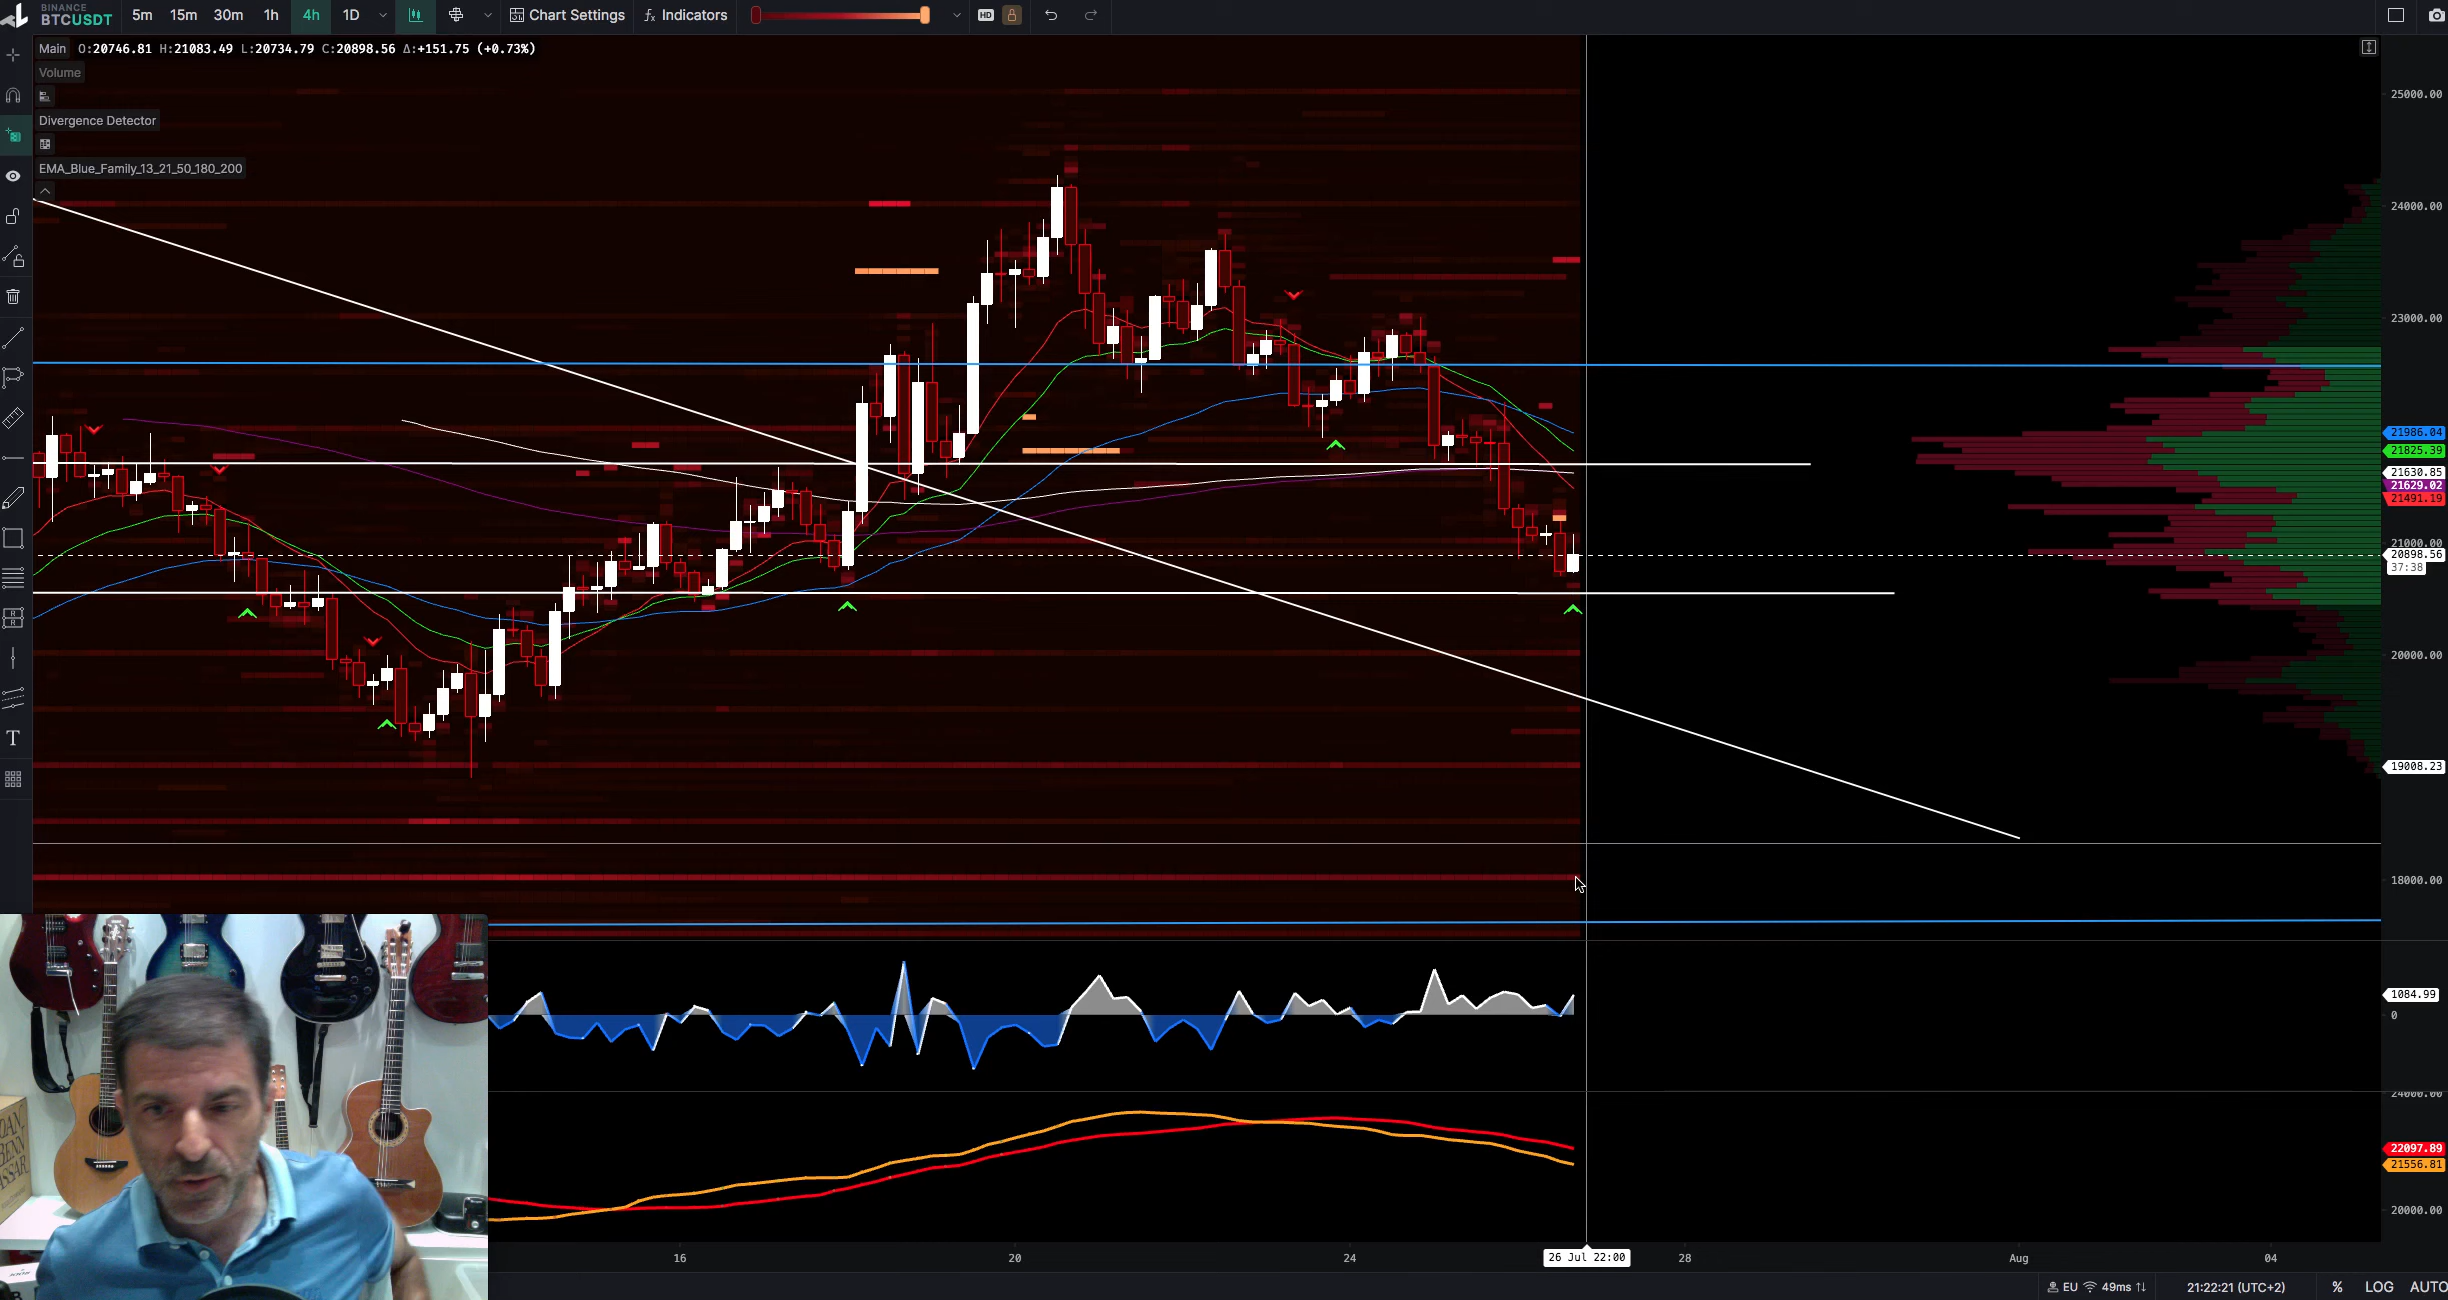 BINANCE
BTCUSDT
5m 15m 30m 1h 4h 1D Chart Settings fx Indicators HD
Main O:20746.81 H:21083.49 L:20734.79 C:20898.56 Δ:+151.75 (+0.73%)
Volume
Divergence Detector
EMA_Blue_Family_13_21_50_180_200
25000.00
24000.00
23000.00
21986.04
21825.39
21630.85
21629.02
21491.19
21000.00
20898.56
37:38
20000.00
19008.23
18000.00
1084.99
0
24000.00
22097.89
21556.81
20000.00
T
16 20 24 26 Jul 22:00 28 Aug 04
EU 49ms 21:22:21 (UTC+2) % LOG AUTO